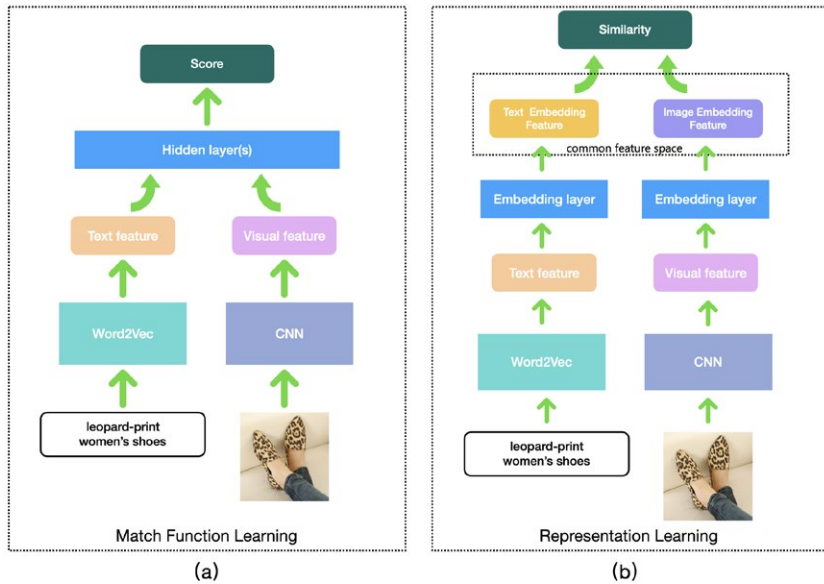 Score
Hidden layer(s)
Text feature
Visual feature
Word2Vec
CNN
leopard-print
women's shoes
Match Function Learning
(a)
Similarity
Text Embedding
Feature
Image Embedding
Feature
common feature space
Embedding layer
Embedding layer
Text feature
Visual feature
Word2Vec
CNN
leopard-print
women's shoes
Representation Learning
(b)